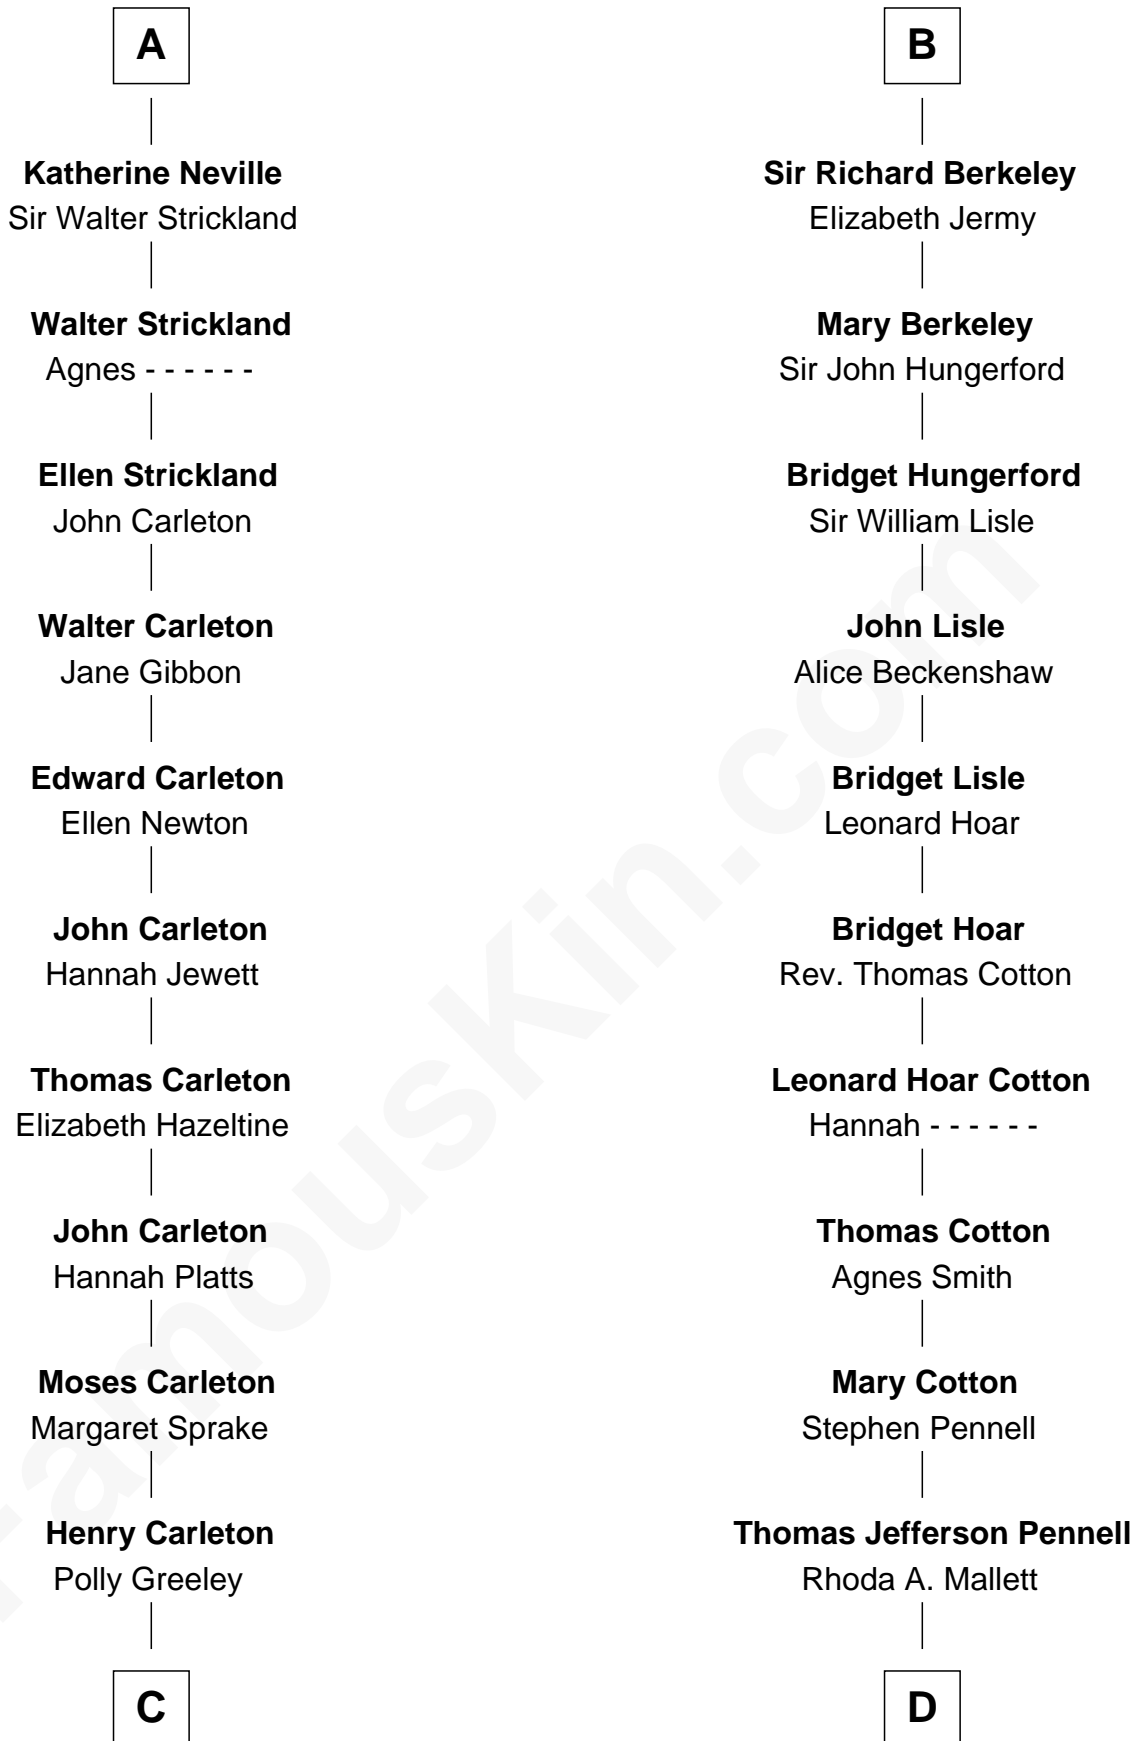 A
Katherine Neville
Sir Walter Strickland
Walter Strickland
Agnes - - - - - -
Ellen Strickland
John Carleton
Walter Carleton
Jane Gibbon
Edward Carleton
Ellen Newton
John Carleton
Hannah Jewett
Thomas Carleton
Elizabeth Hazeltine
John Carleton
Hannah Platts
Moses Carleton
Margaret Sprake
Henry Carleton
Polly Greeley
C
B
Sir Richard Berkeley
Elizabeth Jermy
Mary Berkeley
Sir John Hungerford
Bridget Hungerford
Sir William Lisle
John Lisle
Alice Beckenshaw
Bridget Lisle
Leonard Hoar
Bridget Hoar
Rev. Thomas Cotton
Leonard Hoar Cotton
Hannah - - - - - -
Thomas Cotton
Agnes Smith
Mary Cotton
Stephen Pennell
Thomas Jefferson Pennell
Rhoda A. Mallett
D
FamousKin.com